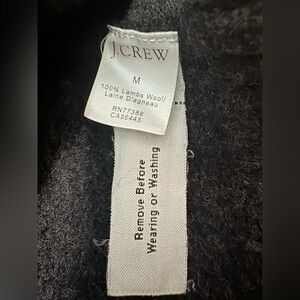 J.CREW
M
100% Lambs Wool/
Laine D'agneau
RN77388
CA56445
Remove Before
Wearing or Washing